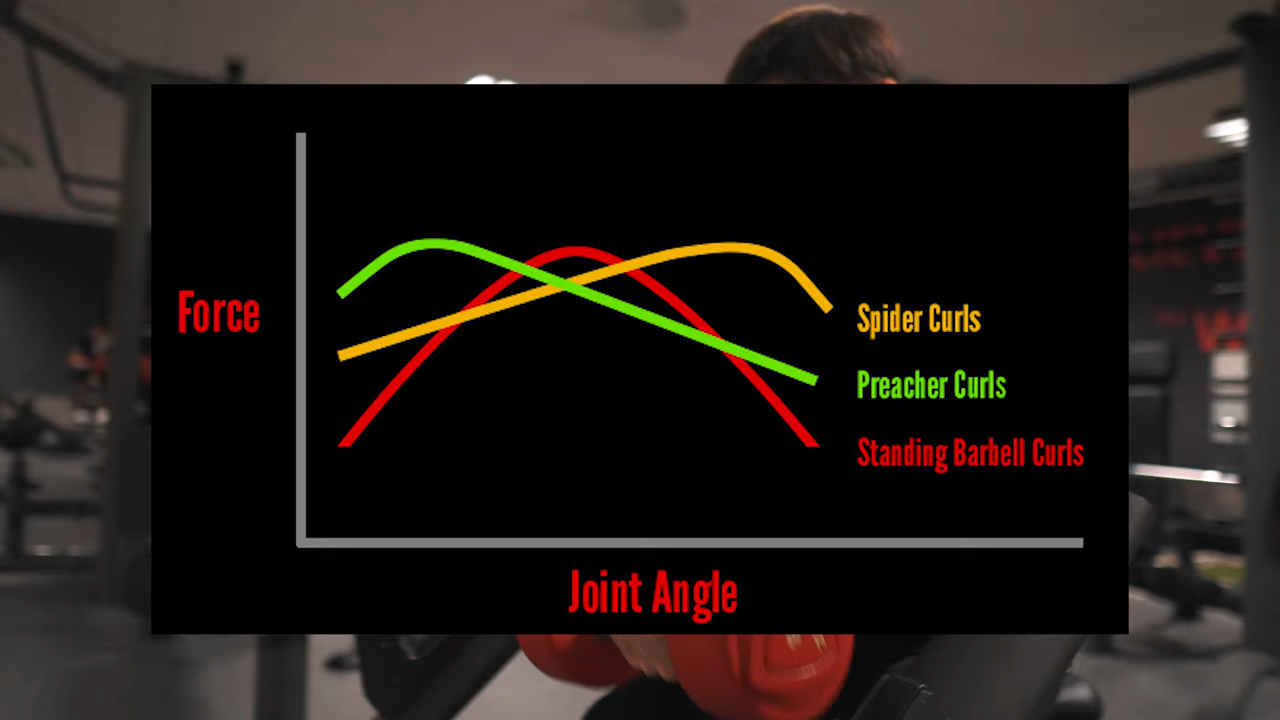 Force
Spider Curls
Preacher Curls
Standing Barbell Curls
Joint Angle